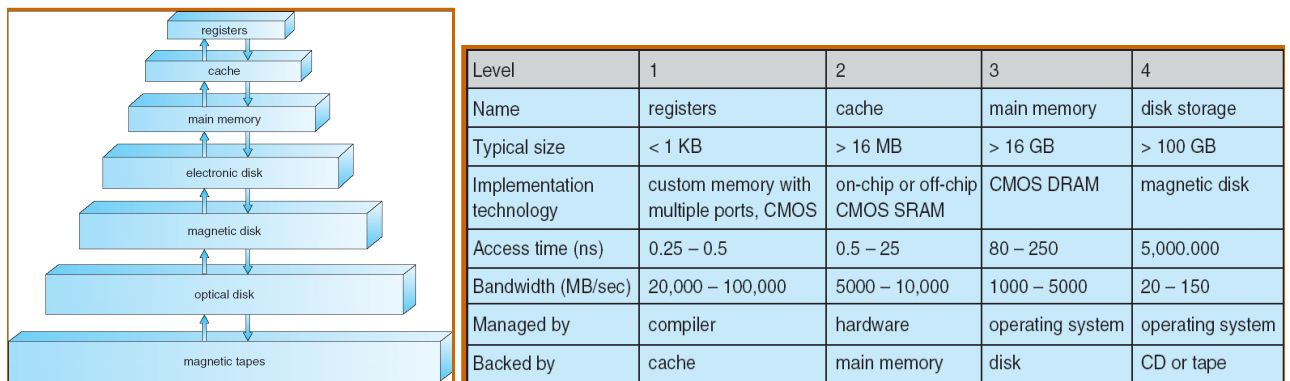 registers
cache
main memory
electronic disk
magnetic disk
optical disk
magnetic tapes
Level 1 2 3 4
Name registers cache main memory disk storage
Typical size < 1 KB > 16 MB > 16 GB > 100 GB
Implementation custom memory with on-chip or off-chip CMOS DRAM magnetic disk
technology multiple ports, CMOS CMOS SRAM
Access time (ns) 0.25 – 0.5 0.5 – 25 80 – 250 5,000.000
Bandwidth (MB/sec) 20,000 – 100,000 5000 – 10,000 1000 – 5000 20 – 150
Managed by compiler hardware operating system operating system
Backed by cache main memory disk CD or tape